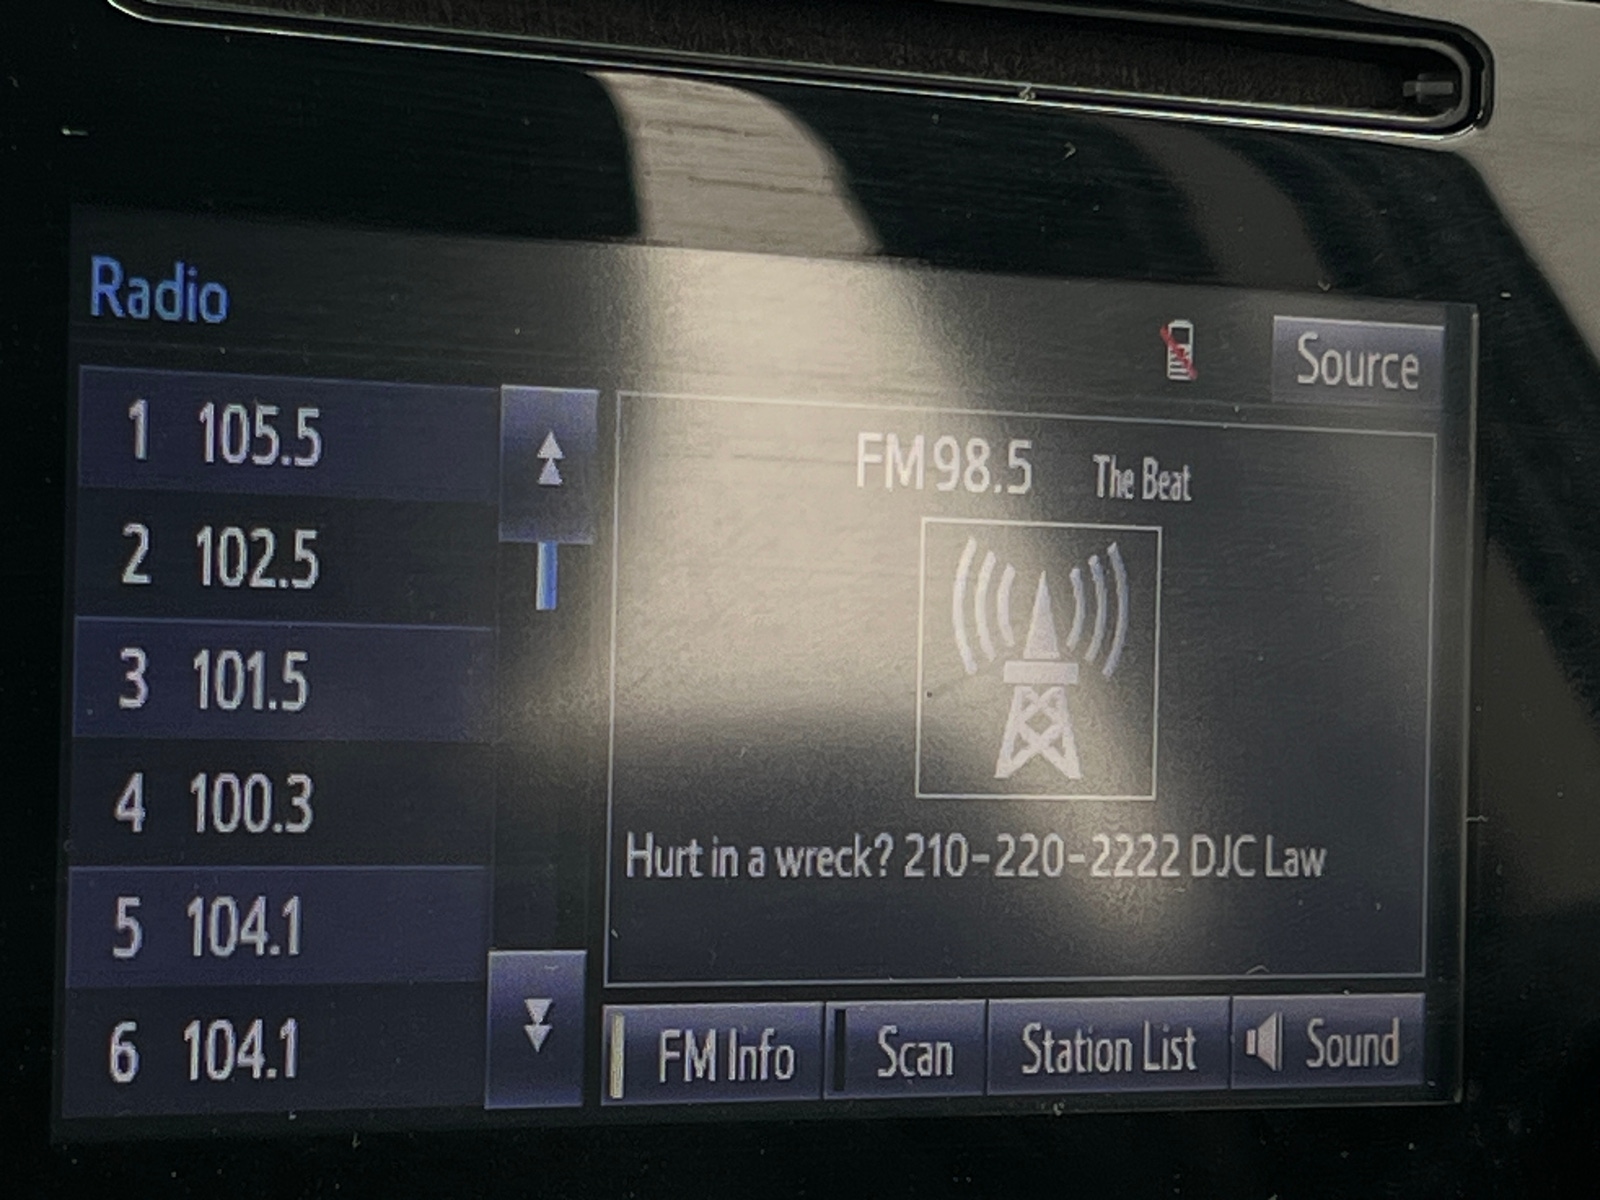 Radio
Source
1 105.5
2 102.5
3 101.5
4 100.3
5 104.1
6 104.1
FM 98.5 The Beat
Hurt in a wreck? 210-220-2222 DJC Law
FM Info Scan Station List Sound